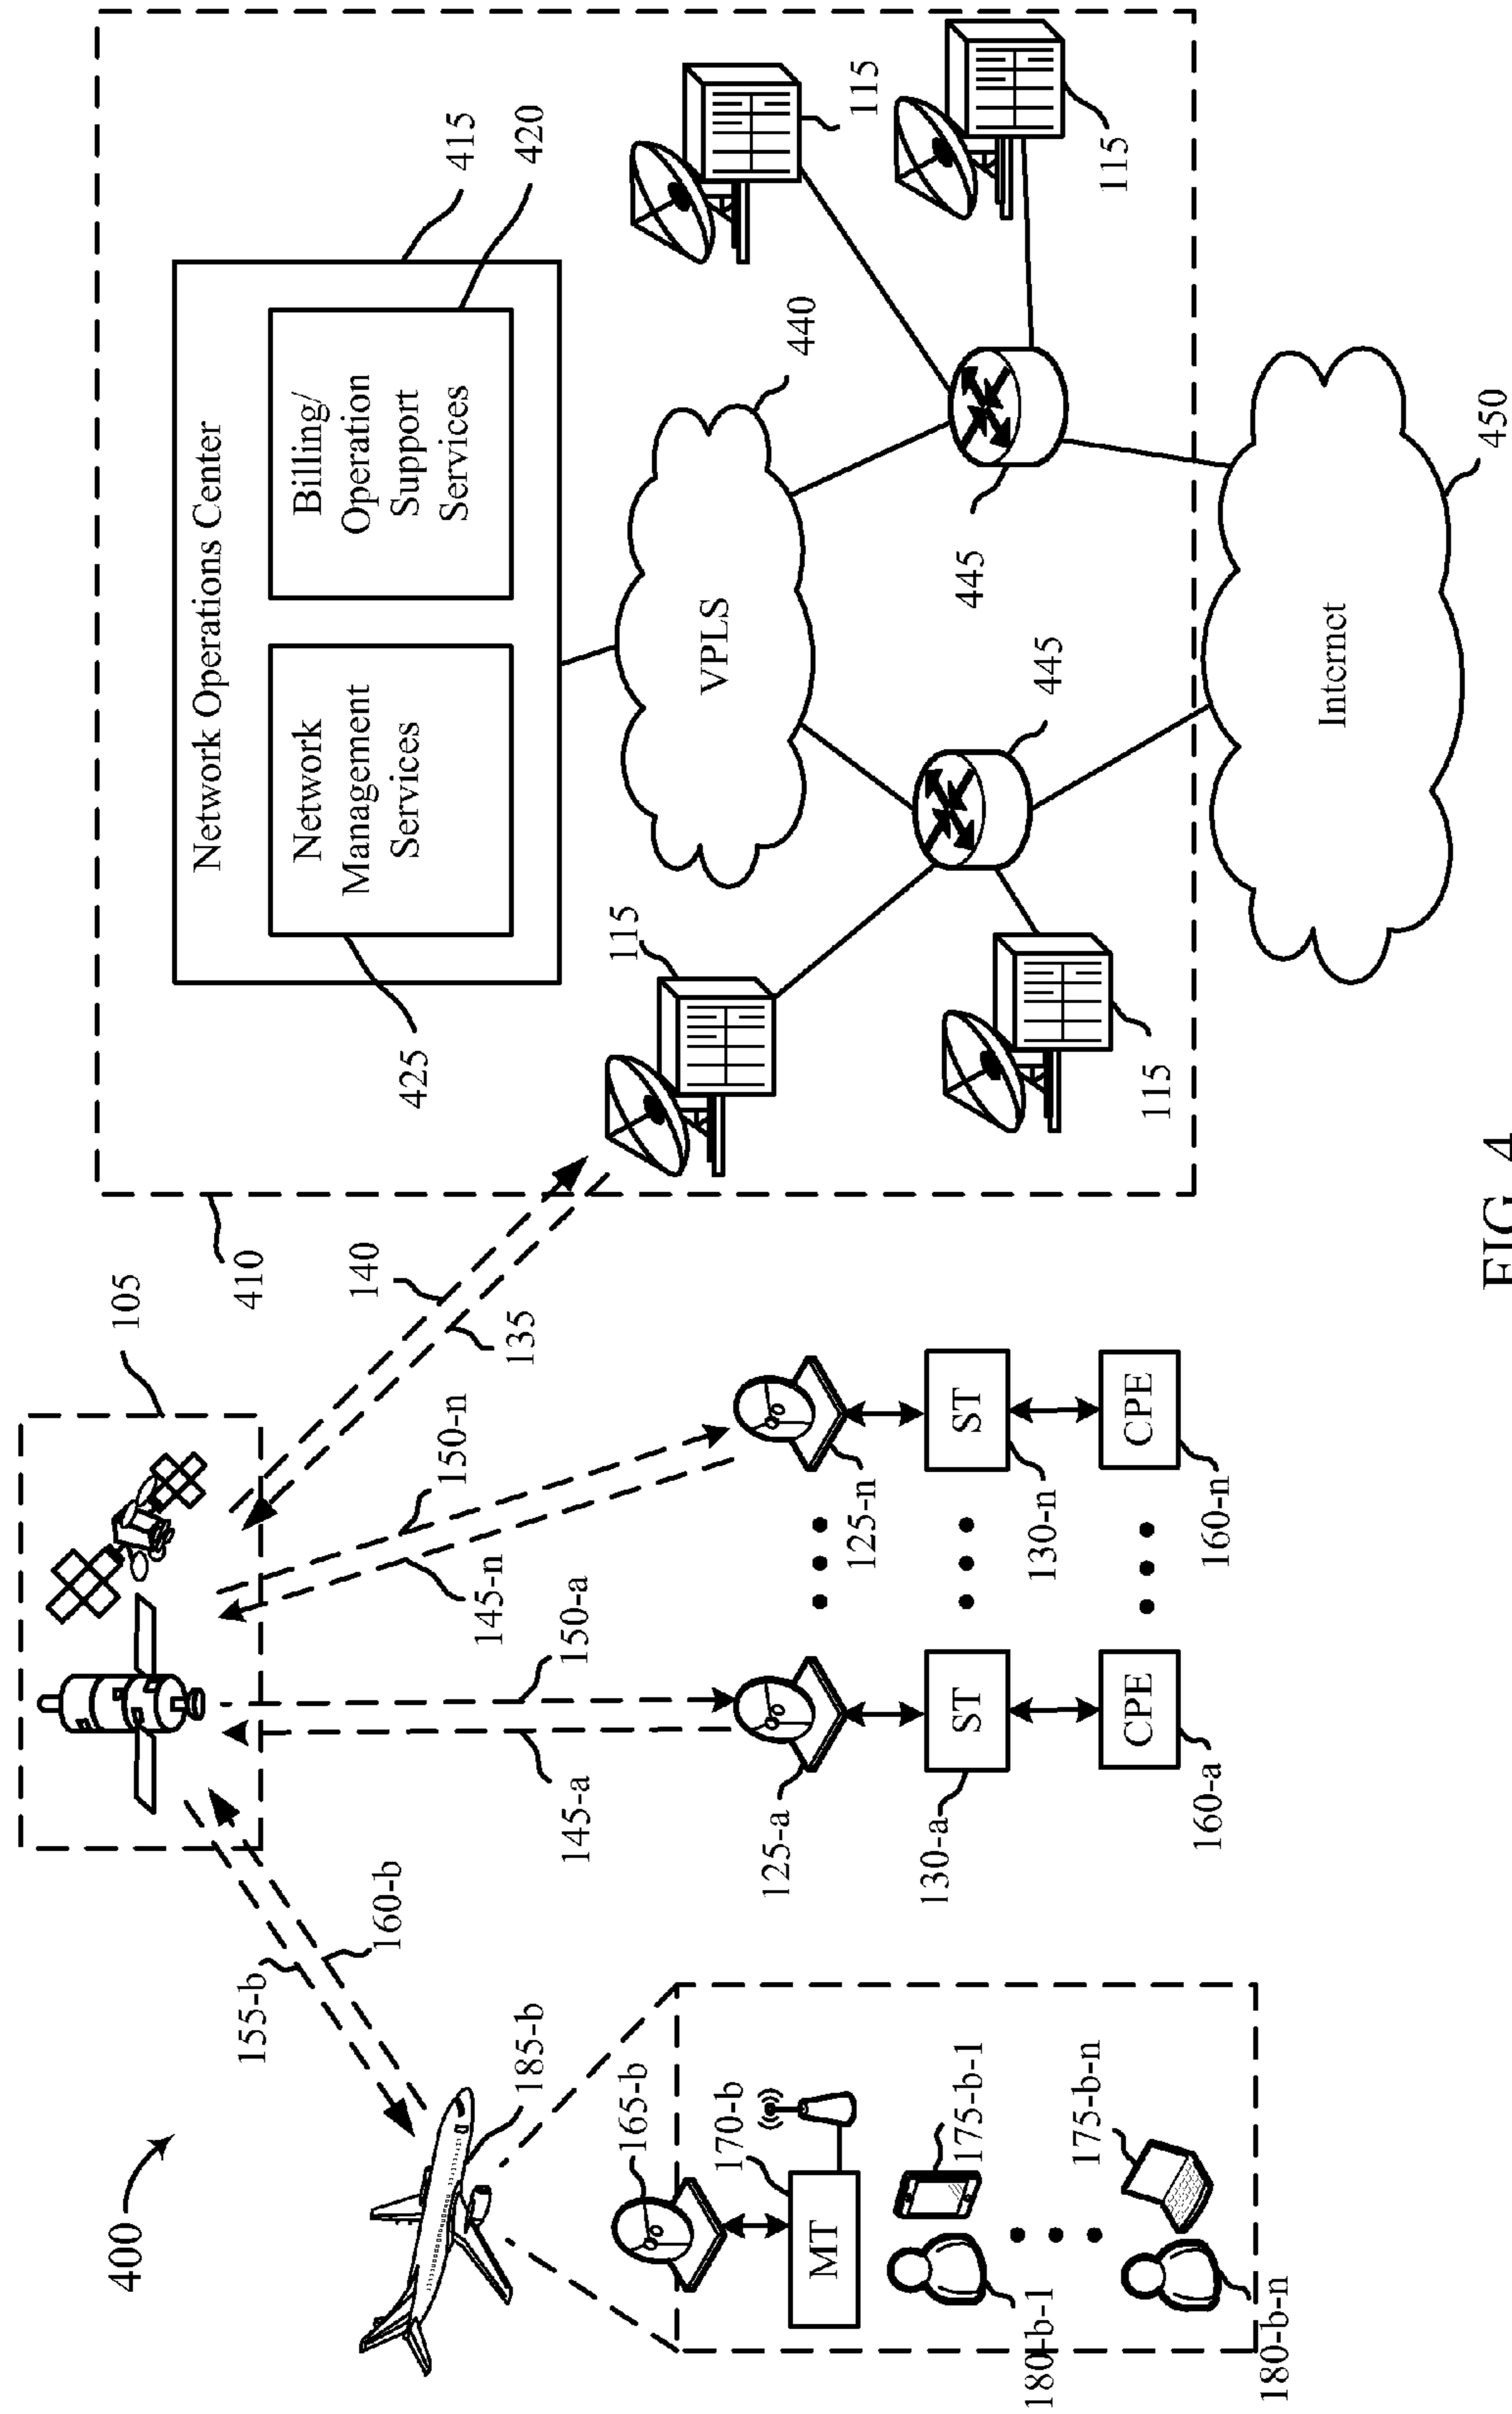 400
105
155-b
160-b
185-b
165-b
170-b
MT
175-b-1
180-b-1
175-b-n
180-b-n
145-a
150-a
145-n
150-n
125-a
125-n
ST
ST
130-a
130-n
CPE
CPE
160-a
160-n
140
135
410
Network Operations Center
Network
Management
Services
Billing/
Operation
Support
Services
415
420
425
VPLS
440
115
115
115
115
445
445
Internet
450
FIG. 4